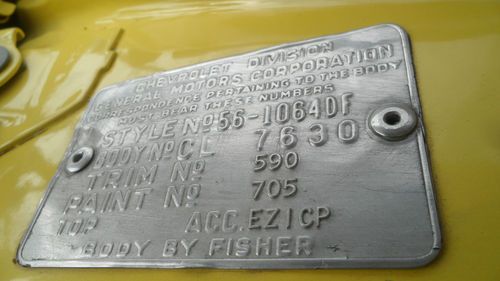 CHEVROLET DIVISION
GENERAL MOTORS CORPORATION
CORRESPONDENCE PERTAINING TO THE BODY
MUST BEAR THESE NUMBERS
STYLE No 56-1064DF
BODY No CL 7630
TRIM No 590
PAINT No 705
TOP ACC. EZICP
BODY BY FISHER